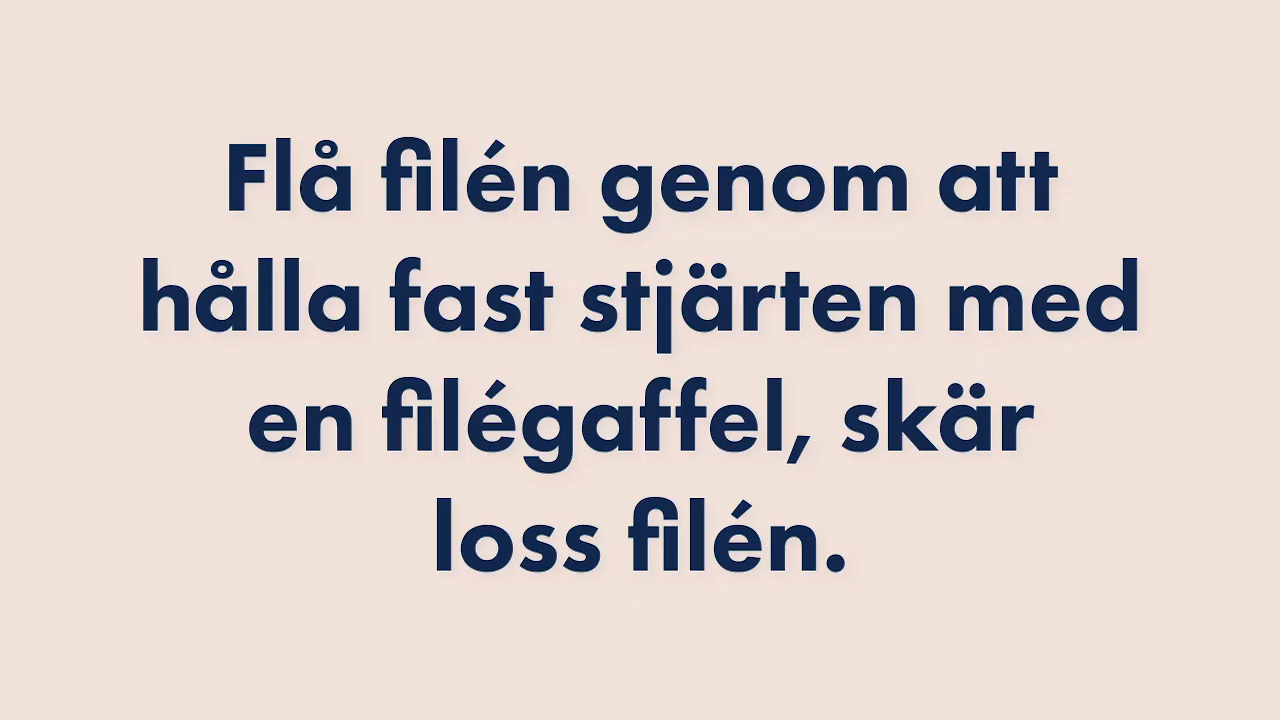 Flå filén genom att
hålla fast stjärten med
en filégaffel, skär
loss filén.